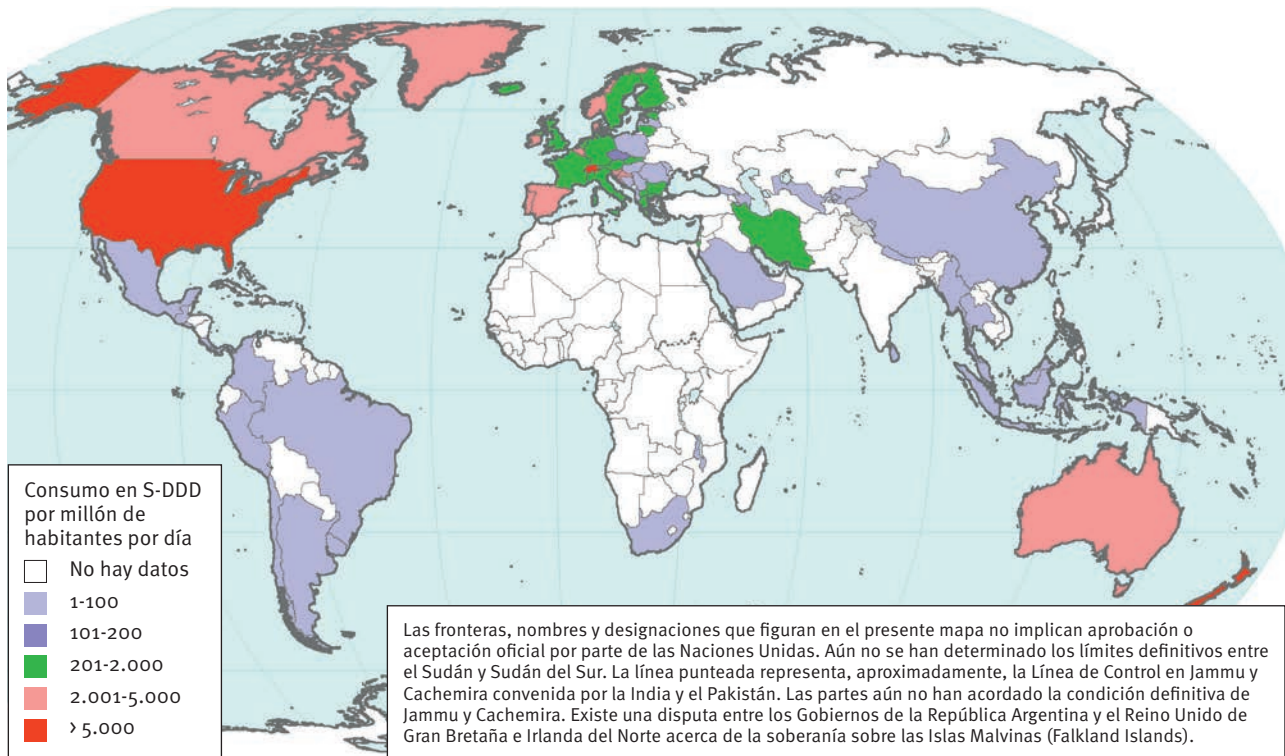 Consumo en S-DDD
por millón de
habitantes por día
No hay datos
1-100
101-200
201-2.000
2.001-5.000
> 5.000
Las fronteras, nombres y designaciones que figuran en el presente mapa no implican aprobación o
aceptación oficial por parte de las Naciones Unidas. Aún no se han determinado los límites definitivos entre
el Sudán y Sudán del Sur. La línea punteada representa, aproximadamente, la Línea de Control en Jammu y
Cachemira convenida por la India y el Pakistán. Las partes aún no han acordado la condición definitiva de
Jammu y Cachemira. Existe una disputa entre los Gobiernos de la República Argentina y el Reino Unido de
Gran Bretaña e Irlanda del Norte acerca de la soberanía sobre las Islas Malvinas (Falkland Islands).